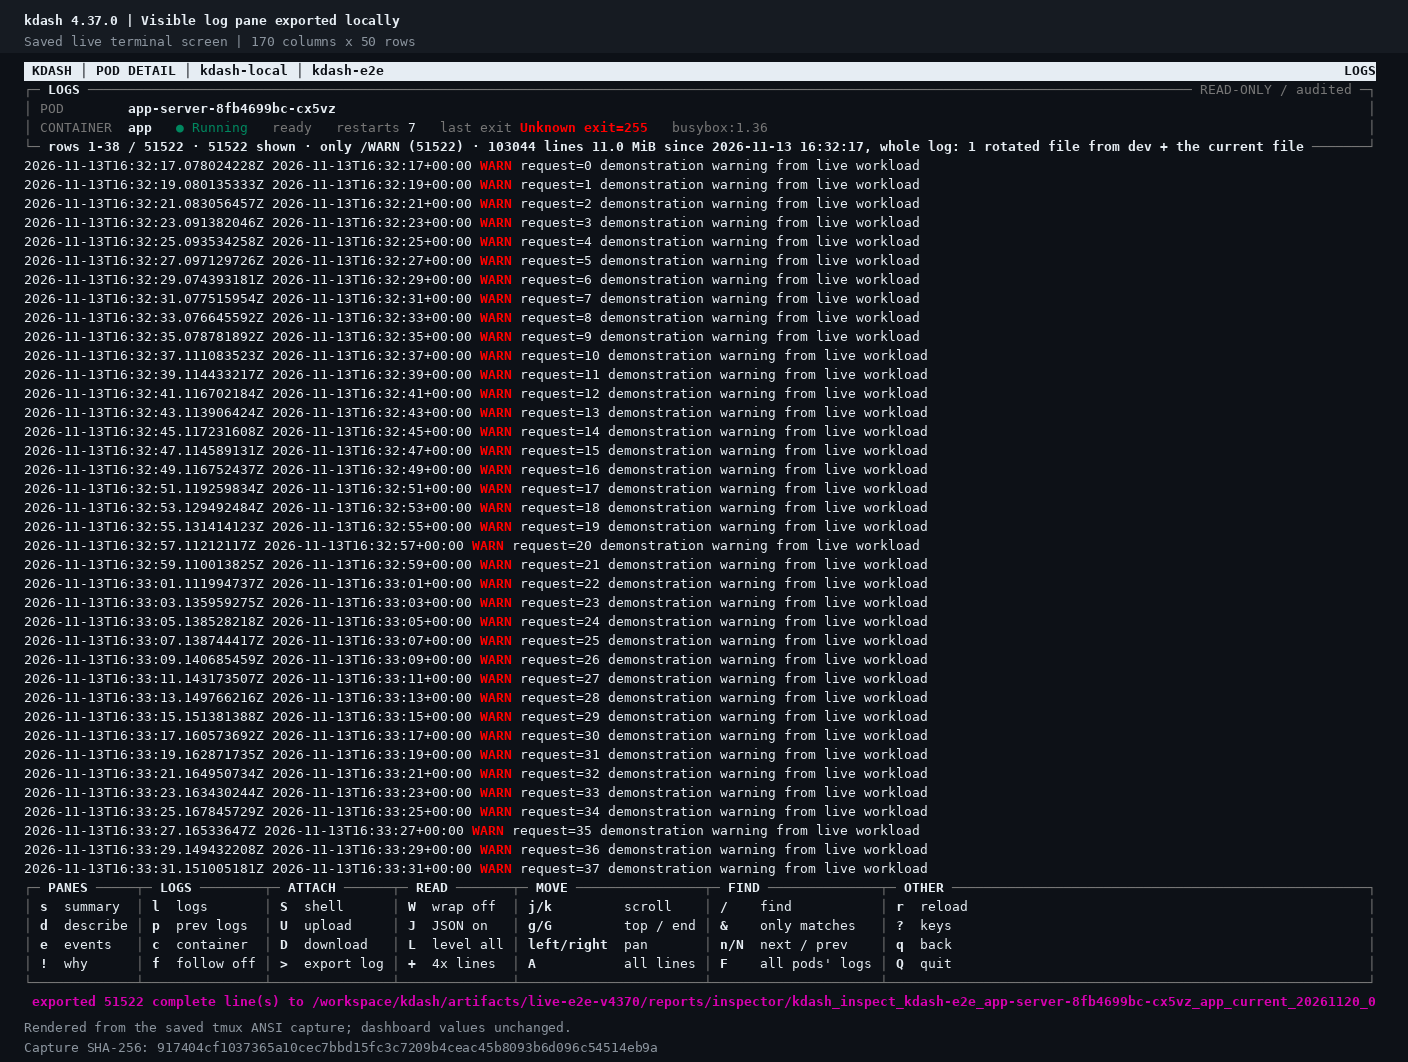 kdash 4.37.0 | Visible log pane exported locally
Saved live terminal screen | 170 columns x 50 rows
KDASH │ POD DETAIL │ kdash-local │ kdash-e2e LOGS
LOGS READ-ONLY / audited
POD app-server-8fb4699bc-cx5vz
CONTAINER app ● Running ready restarts 7 last exit Unknown exit=255 busybox:1.36
rows 1-38 / 51522 · 51522 shown · only /WARN (51522) · 103044 lines 11.0 MiB since 2026-11-13 16:32:17, whole log: 1 rotated file from dev + the current file
2026-11-13T16:32:17.078024228Z 2026-11-13T16:32:17+00:00 WARN request=0 demonstration warning from live workload
2026-11-13T16:32:19.080135333Z 2026-11-13T16:32:19+00:00 WARN request=1 demonstration warning from live workload
2026-11-13T16:32:21.083056457Z 2026-11-13T16:32:21+00:00 WARN request=2 demonstration warning from live workload
2026-11-13T16:32:23.091382046Z 2026-11-13T16:32:23+00:00 WARN request=3 demonstration warning from live workload
2026-11-13T16:32:25.093534258Z 2026-11-13T16:32:25+00:00 WARN request=4 demonstration warning from live workload
2026-11-13T16:32:27.097129726Z 2026-11-13T16:32:27+00:00 WARN request=5 demonstration warning from live workload
2026-11-13T16:32:29.074393181Z 2026-11-13T16:32:29+00:00 WARN request=6 demonstration warning from live workload
2026-11-13T16:32:31.077515954Z 2026-11-13T16:32:31+00:00 WARN request=7 demonstration warning from live workload
2026-11-13T16:32:33.076645592Z 2026-11-13T16:32:33+00:00 WARN request=8 demonstration warning from live workload
2026-11-13T16:32:35.078781892Z 2026-11-13T16:32:35+00:00 WARN request=9 demonstration warning from live workload
2026-11-13T16:32:37.111083523Z 2026-11-13T16:32:37+00:00 WARN request=10 demonstration warning from live workload
2026-11-13T16:32:39.114433217Z 2026-11-13T16:32:39+00:00 WARN request=11 demonstration warning from live workload
2026-11-13T16:32:41.116702184Z 2026-11-13T16:32:41+00:00 WARN request=12 demonstration warning from live workload
2026-11-13T16:32:43.113906424Z 2026-11-13T16:32:43+00:00 WARN request=13 demonstration warning from live workload
2026-11-13T16:32:45.117231608Z 2026-11-13T16:32:45+00:00 WARN request=14 demonstration warning from live workload
2026-11-13T16:32:47.114589131Z 2026-11-13T16:32:47+00:00 WARN request=15 demonstration warning from live workload
2026-11-13T16:32:49.116752437Z 2026-11-13T16:32:49+00:00 WARN request=16 demonstration warning from live workload
2026-11-13T16:32:51.119259834Z 2026-11-13T16:32:51+00:00 WARN request=17 demonstration warning from live workload
2026-11-13T16:32:53.129492484Z 2026-11-13T16:32:53+00:00 WARN request=18 demonstration warning from live workload
2026-11-13T16:32:55.131414123Z 2026-11-13T16:32:55+00:00 WARN request=19 demonstration warning from live workload
2026-11-13T16:32:57.11212117Z 2026-11-13T16:32:57+00:00 WARN request=20 demonstration warning from live workload
2026-11-13T16:32:59.110013825Z 2026-11-13T16:32:59+00:00 WARN request=21 demonstration warning from live workload
2026-11-13T16:33:01.111994737Z 2026-11-13T16:33:01+00:00 WARN request=22 demonstration warning from live workload
2026-11-13T16:33:03.135959275Z 2026-11-13T16:33:03+00:00 WARN request=23 demonstration warning from live workload
2026-11-13T16:33:05.138528218Z 2026-11-13T16:33:05+00:00 WARN request=24 demonstration warning from live workload
2026-11-13T16:33:07.138744417Z 2026-11-13T16:33:07+00:00 WARN request=25 demonstration warning from live workload
2026-11-13T16:33:09.140685459Z 2026-11-13T16:33:09+00:00 WARN request=26 demonstration warning from live workload
2026-11-13T16:33:11.143173507Z 2026-11-13T16:33:11+00:00 WARN request=27 demonstration warning from live workload
2026-11-13T16:33:13.149766216Z 2026-11-13T16:33:13+00:00 WARN request=28 demonstration warning from live workload
2026-11-13T16:33:15.151381388Z 2026-11-13T16:33:15+00:00 WARN request=29 demonstration warning from live workload
2026-11-13T16:33:17.160573692Z 2026-11-13T16:33:17+00:00 WARN request=30 demonstration warning from live workload
2026-11-13T16:33:19.162871735Z 2026-11-13T16:33:19+00:00 WARN request=31 demonstration warning from live workload
2026-11-13T16:33:21.164950734Z 2026-11-13T16:33:21+00:00 WARN request=32 demonstration warning from live workload
2026-11-13T16:33:23.163430244Z 2026-11-13T16:33:23+00:00 WARN request=33 demonstration warning from live workload
2026-11-13T16:33:25.167845729Z 2026-11-13T16:33:25+00:00 WARN request=34 demonstration warning from live workload
2026-11-13T16:33:27.16533647Z 2026-11-13T16:33:27+00:00 WARN request=35 demonstration warning from live workload
2026-11-13T16:33:29.149432208Z 2026-11-13T16:33:29+00:00 WARN request=36 demonstration warning from live workload
2026-11-13T16:33:31.151005181Z 2026-11-13T16:33:31+00:00 WARN request=37 demonstration warning from live workload
PANES LOGS ATTACH READ MOVE FIND OTHER
s summary │ l logs │ S shell │ W wrap off │ j/k scroll │ / find │ r reload
d describe │ p prev logs │ U upload │ J JSON on │ g/G top / end │ & only matches │ ? keys
e events │ c container │ D download │ L level all │ left/right pan │ n/N next / prev │ q back
! why │ f follow off │ > export log │ + 4x lines │ A all lines │ F all pods' logs │ Q quit
exported 51522 complete line(s) to /workspace/kdash/artifacts/live-e2e-v4370/reports/inspector/kdash_inspect_kdash-e2e_app-server-8fb4699bc-cx5vz_app_current_20261120_0
Rendered from the saved tmux ANSI capture; dashboard values unchanged.
Capture SHA-256: 917404cf1037365a10cec7bbd15fc3c7209b4ceac45b8093b6d096c54514eb9a